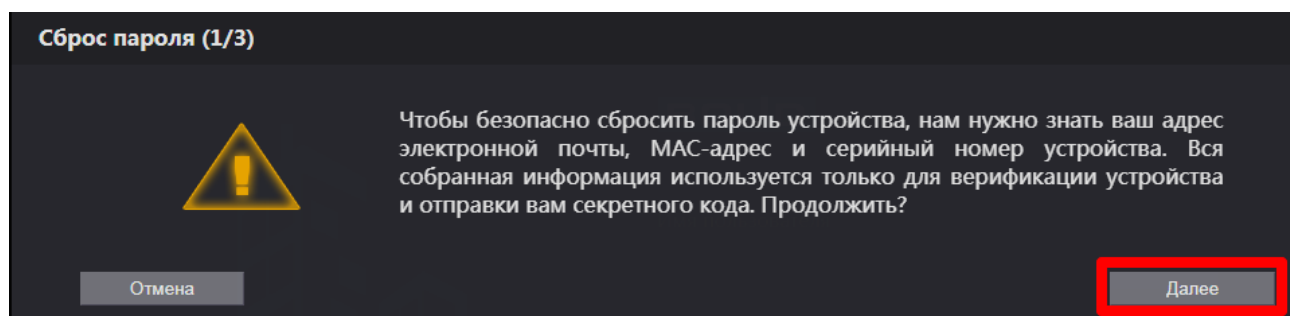 Сброс пароля (1/3)
Чтобы безопасно сбросить пароль устройства, нам нужно знать ваш адрес
электронной почты, MAC-адрес и серийный номер устройства. Вся
собранная информация используется только для верификации устройства
и отправки вам секретного кода. Продолжить?
Отмена
Далее